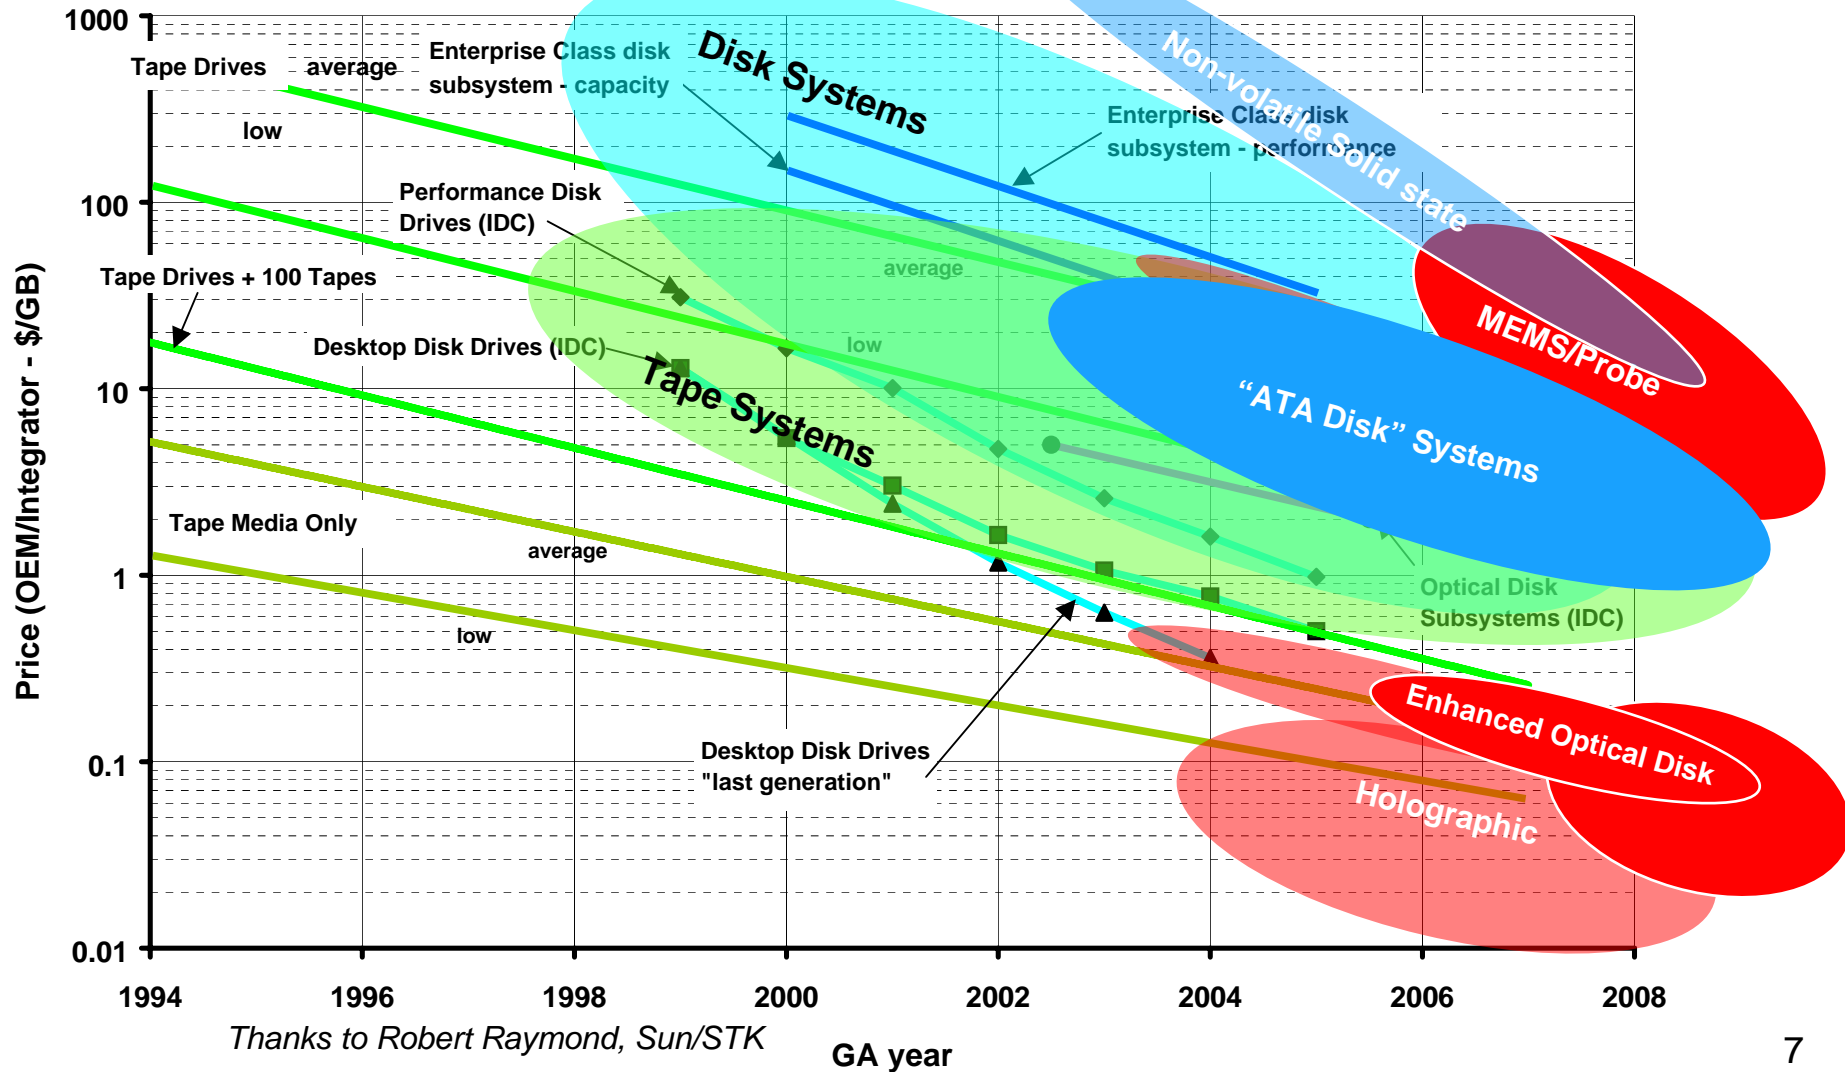 1000
100
10
1
0.1
0.01
Price (OEM/Integrator - $/GB)
Tape Drives
average
low
Enterprise Class disk
subsystem - capacity
Disk Systems
Non-volatile Solid state
Enterprise Class disk
subsystem - performance
Performance Disk
Drives (IDC)
average
Tape Drives + 100 Tapes
Desktop Disk Drives (IDC)
low
MEMS/Probe
Tape Systems
“ATA Disk” Systems
Tape Media Only
average
Optical Disk
Subsystems (IDC)
low
Desktop Disk Drives
"last generation"
Enhanced Optical Disk
Holographic
1994
1996
1998
2000
2002
2004
2006
2008
Thanks to Robert Raymond, Sun/STK
GA year
7